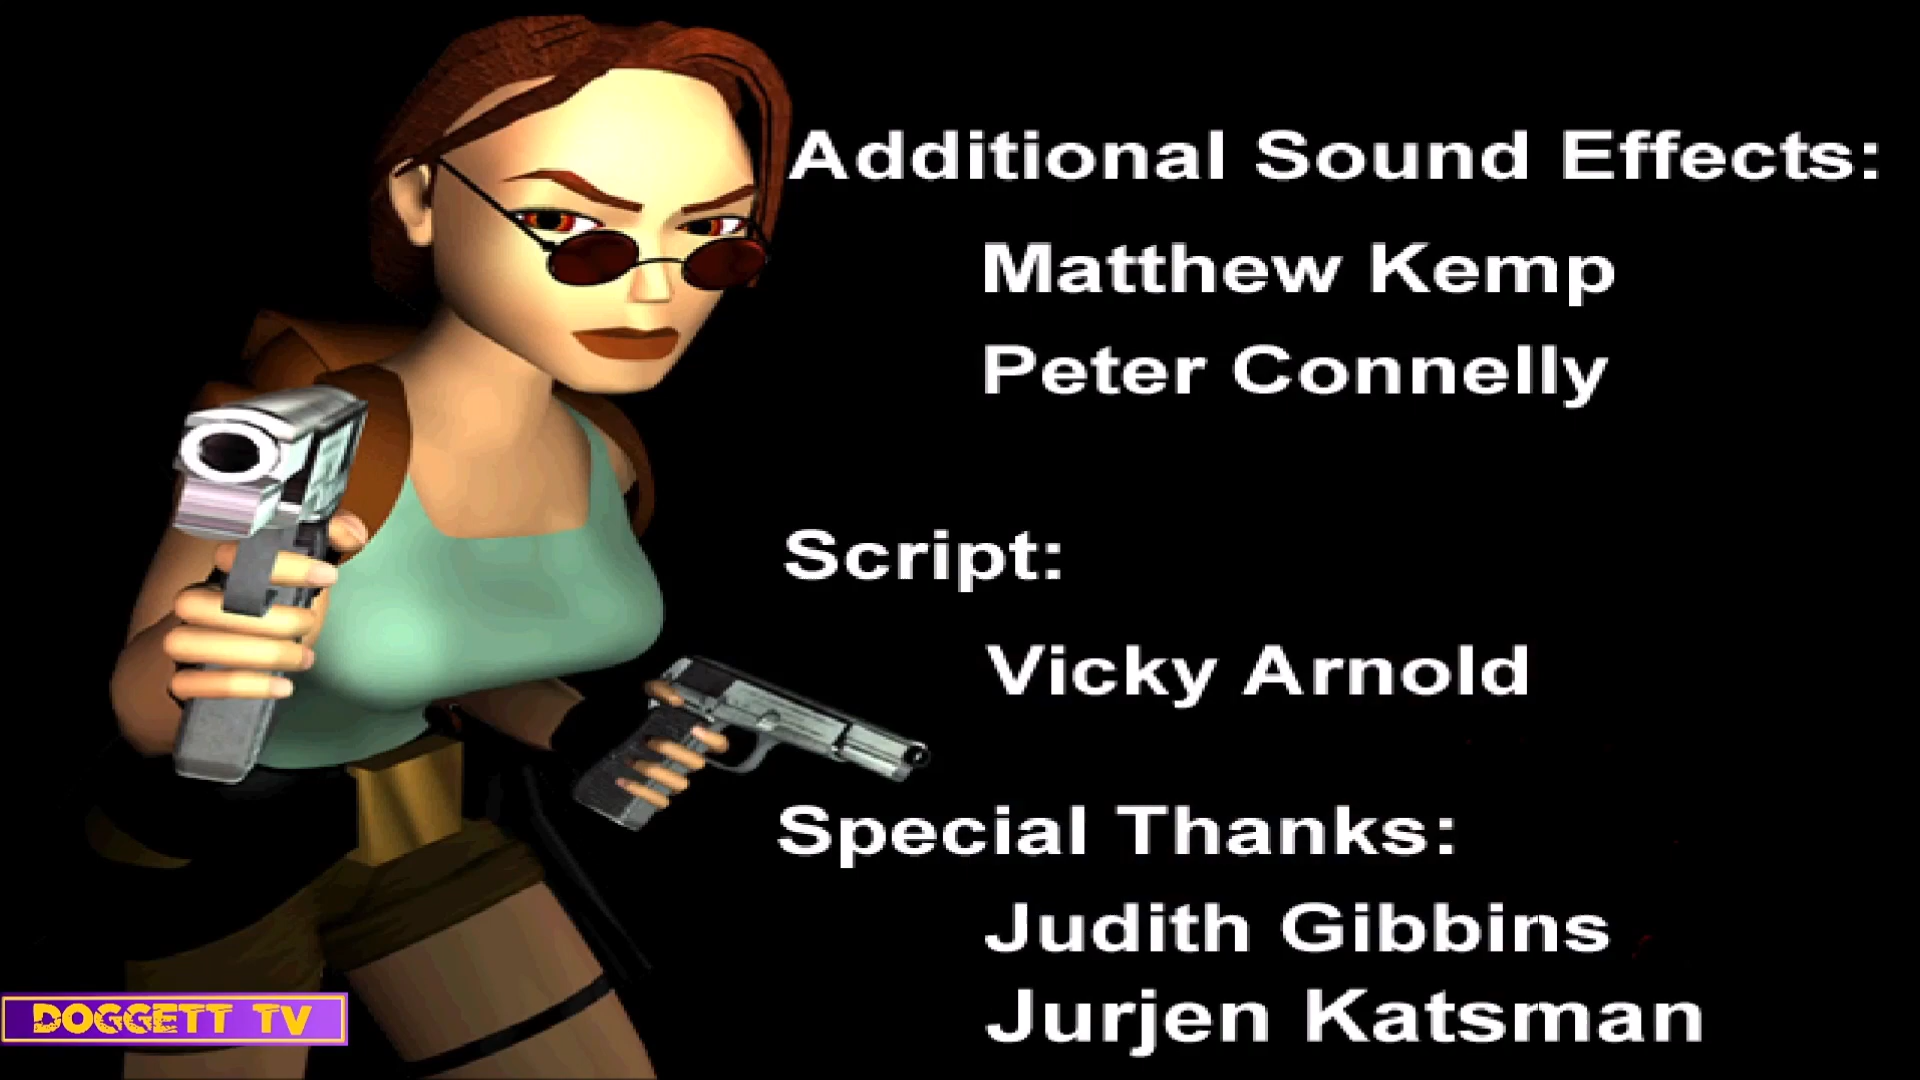 Additional Sound Effects:
Matthew Kemp
Peter Connelly
Script:
Vicky Arnold
Special Thanks:
Judith Gibbins
Jurjen Katsman
DOGGETT TV